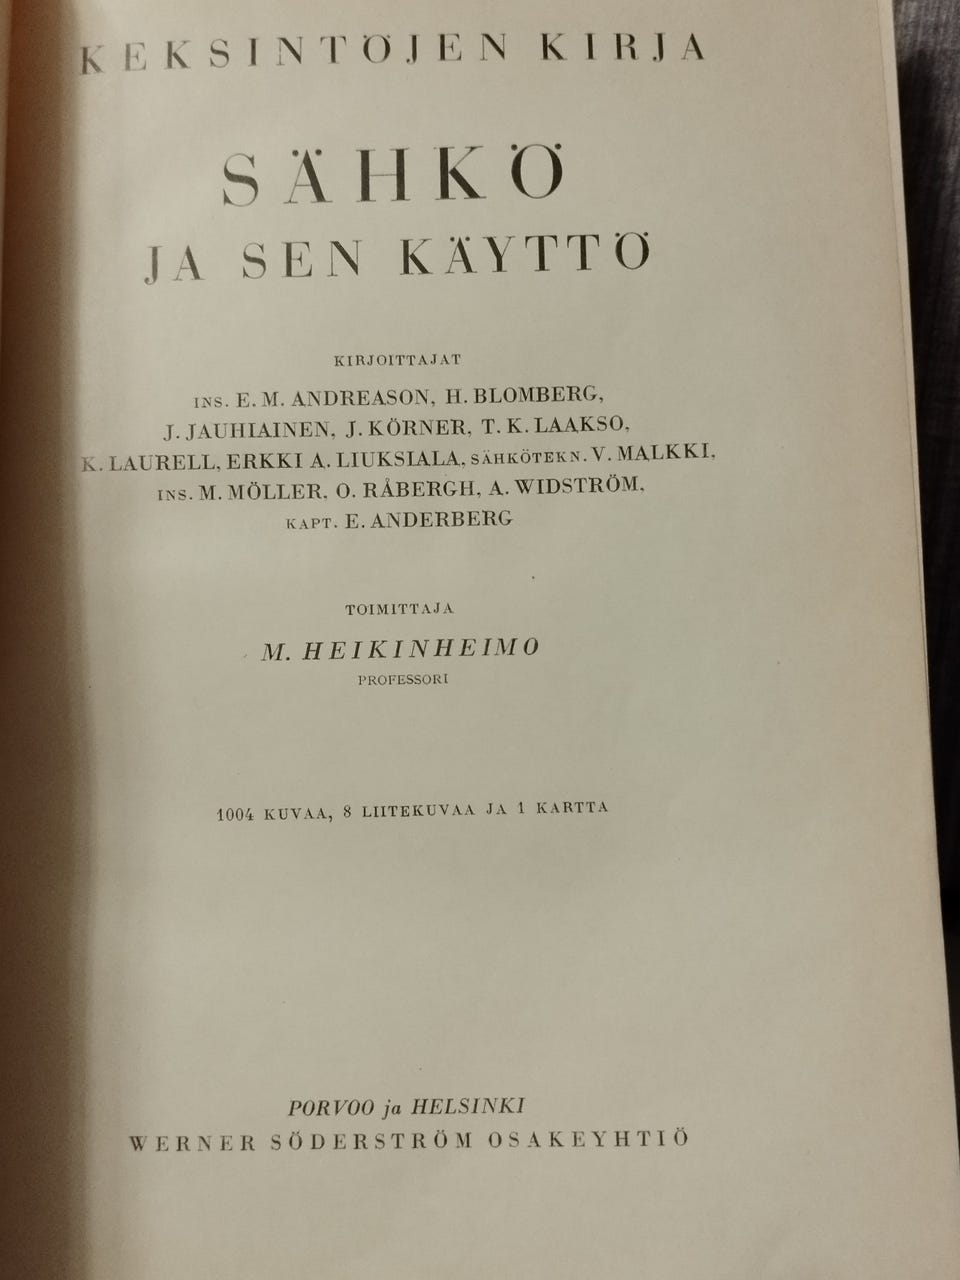 KEKSINTÖJEN KIRJA
SÄHKÖ
JA SEN KÄYTTÖ
KIRJOITTAJAT
INS. E. M. ANDREASON, H. BLOMBERG,
J. JAUHIAINEN, J. KÖRNER, T. K. LAAKSO,
K. LAURELL, ERKKI A. LIUKSIALA, SÄHKÖTEKN. V. MALKKI,
INS. M. MÖLLER, O. RÅBERGH, A. WIDSTRÖM,
KAPT. E. ANDERBERG
TOIMITTAJA
M. HEIKINHEIMO
PROFESSORI
1004 KUVAA, 8 LIITEKUVAA JA 1 KARTTA
PORVOO ja HELSINKI
WERNER SÖDERSTRÖM OSAKEYHTIÖ